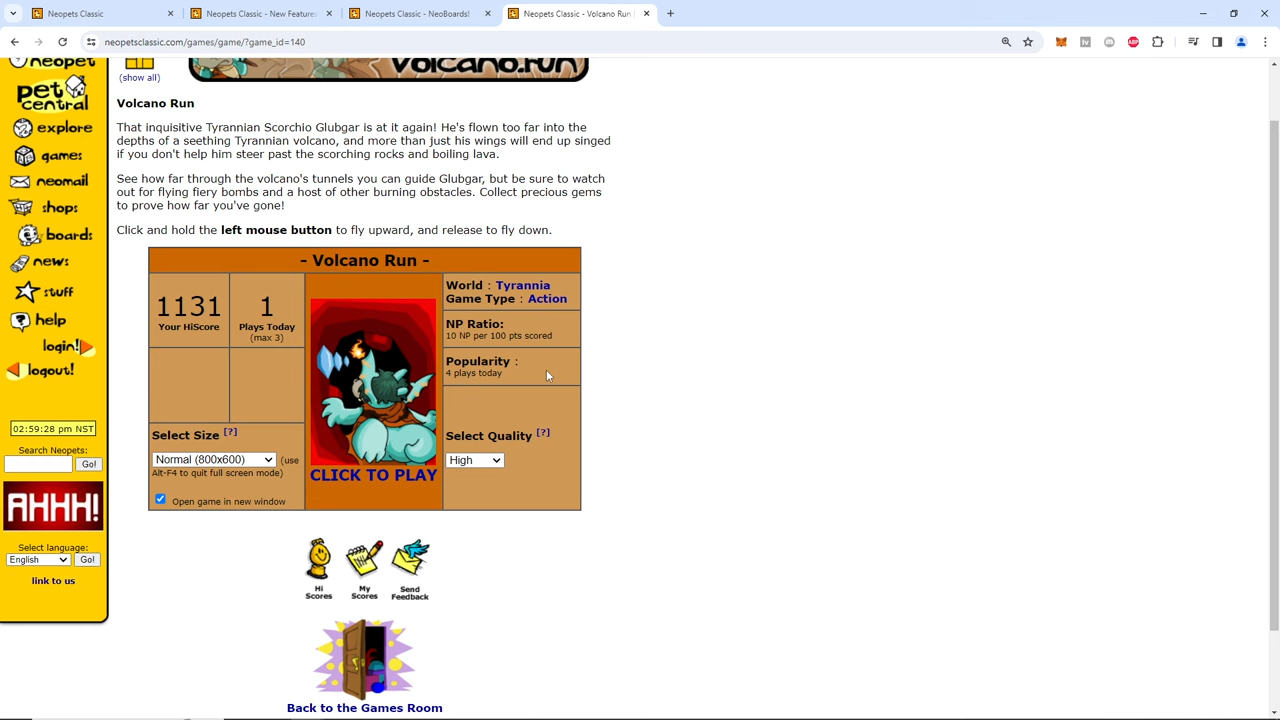 Neopets Classic
Neopets Classic - New Features
Neopets Classic - NeoBoards!
Neopets Classic - Volcano Run |
neopetsclassic.com/games/game/?game_id=140
neopet
pet central
explore
games
neomail
shops
boards
news
stuff
help
login!
logout!
02:59:28 pm NST
Search Neopets:
Go!
AHHH!
Select language:
English
Go!
link to us
(show all)
volcano.run
Volcano Run
That inquisitive Tyrannian Scorchio Glubgar is at it again! He's flown too far into the
depths of a seething Tyrannian volcano, and more than just his wings will end up singed
if you don't help him steer past the scorching rocks and boiling lava.
See how far through the volcano's tunnels you can guide Glubgar, but be sure to watch
out for flying fiery bombs and a host of other burning obstacles. Collect precious gems
to prove how far you've gone!
Click and hold the left mouse button to fly upward, and release to fly down.
- Volcano Run -
1131
Your HiScore
1
Plays Today
(max 3)
World : Tyrannia
Game Type : Action
NP Ratio:
10 NP per 100 pts scored
Popularity :
4 plays today
Select Size [?]
Normal (800x600) (use
Alt-F4 to quit full screen mode)
Open game in new window
CLICK TO PLAY
Select Quality [?]
High
Hi
Scores
My
Scores
Send
Feedback
Back to the Games Room